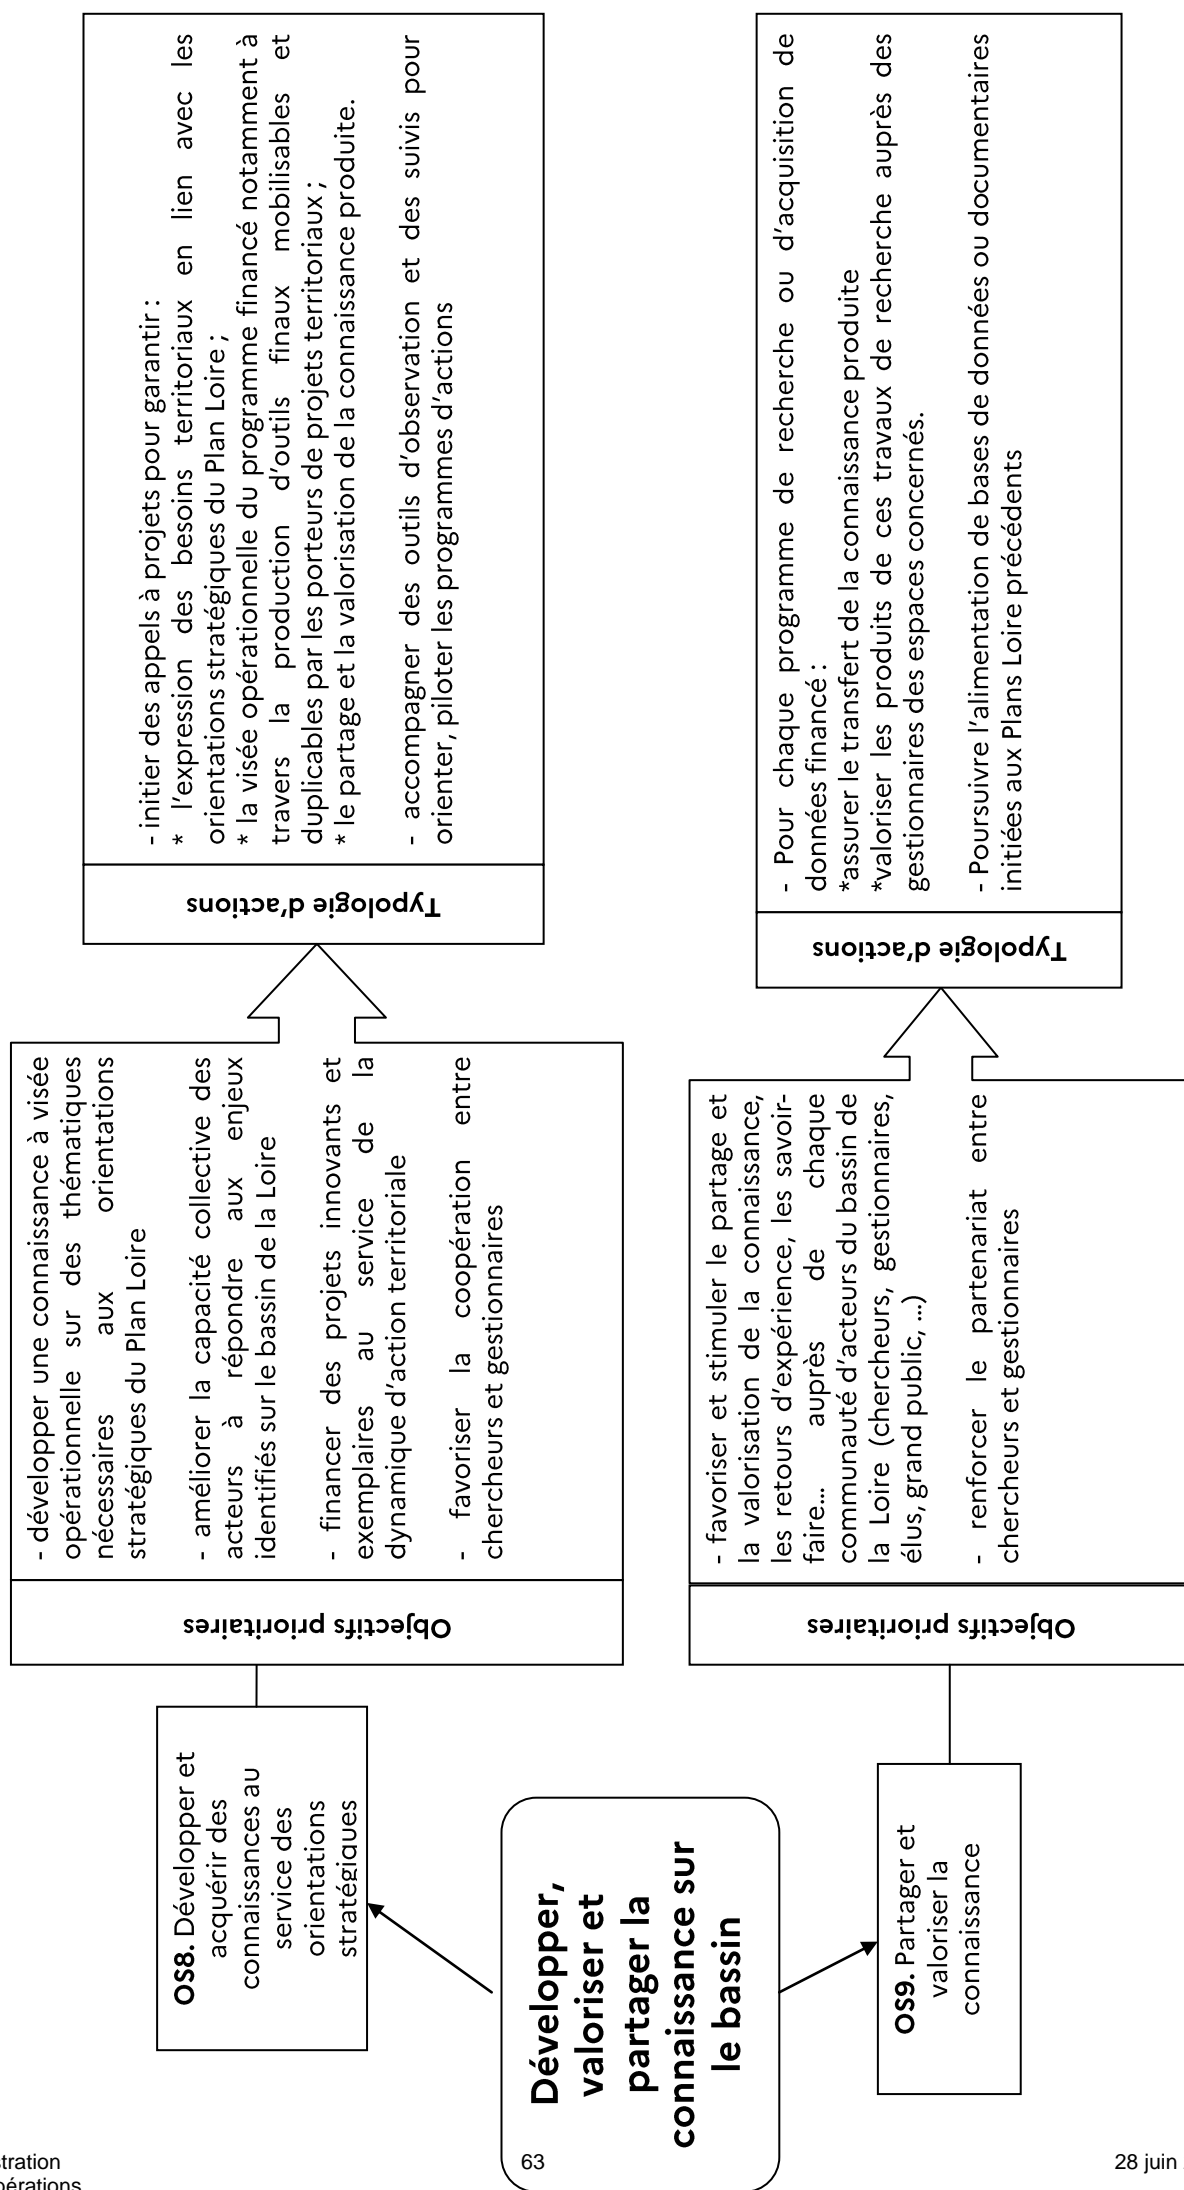 Développer,
valoriser et
partager la
connaissance sur
le bassin
OS8. Développer et
acquérir des
connaissances au
service des
orientations
stratégiques
Objectifs prioritaires
- développer une connaissance à visée
opérationnelle sur des thématiques
nécessaires aux orientations
stratégiques du Plan Loire
- améliorer la capacité collective des
acteurs à répondre aux enjeux
identifiés sur le bassin de la Loire
- financer des projets innovants et
exemplaires au service de la
dynamique d'action territoriale
- favoriser la coopération entre
chercheurs et gestionnaires
Typologie d'actions
- initier des appels à projets pour garantir :
* l'expression des besoins territoriaux en lien avec les
orientations stratégiques du Plan Loire ;
* la visée opérationnelle du programme financé notamment à
travers la production d'outils finaux mobilisables et
duplicables par les porteurs de projets territoriaux ;
* le partage et la valorisation de la connaissance produite.
- accompagner des outils d'observation et des suivis pour
orienter, piloter les programmes d'actions
OS9. Partager et
valoriser la
connaissance
Objectifs prioritaires
- favoriser et stimuler le partage et
la valorisation de la connaissance,
les retours d'expérience, les savoir-
faire... auprès de chaque
communauté d'acteurs du bassin de
la Loire (chercheurs, gestionnaires,
élus, grand public, ...)
- renforcer le partenariat entre
chercheurs et gestionnaires
Typologie d'actions
- Pour chaque programme de recherche ou d'acquisition de
données financé :
*assurer le transfert de la connaissance produite
*valoriser les produits de ces travaux de recherche auprès des
gestionnaires des espaces concernés.
- Poursuivre l'alimentation de bases de données ou documentaires
initiées aux Plans Loire précédents
tration
pérations
63
28 juin